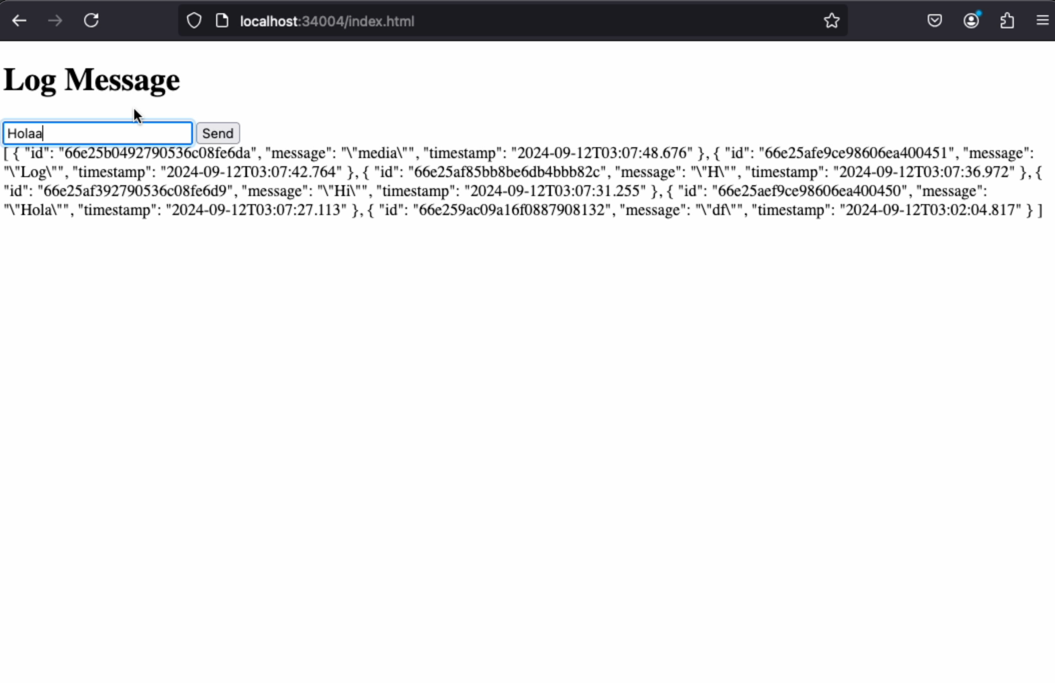 localhost:34004/index.html
Log Message
Holaa
Send
[ { "id": "66e25b0492790536c08fe6da", "message": "\"media\"", "timestamp": "2024-09-12T03:07:48.676" }, { "id": "66e25afe9ce98606ea400451", "message":
"\"Log\"", "timestamp": "2024-09-12T03:07:42.764" }, { "id": "66e25af85bb8be6db4bbb82c", "message": "\"H\"", "timestamp": "2024-09-12T03:07:36.972" }, {
"id": "66e25af392790536c08fe6d9", "message": "\"Hi\"", "timestamp": "2024-09-12T03:07:31.255" }, { "id": "66e25aef9ce98606ea400450", "message":
"\"Hola\"", "timestamp": "2024-09-12T03:07:27.113" }, { "id": "66e259ac09a16f0887908132", "message": "\"df\"", "timestamp": "2024-09-12T03:02:04.817" } ]